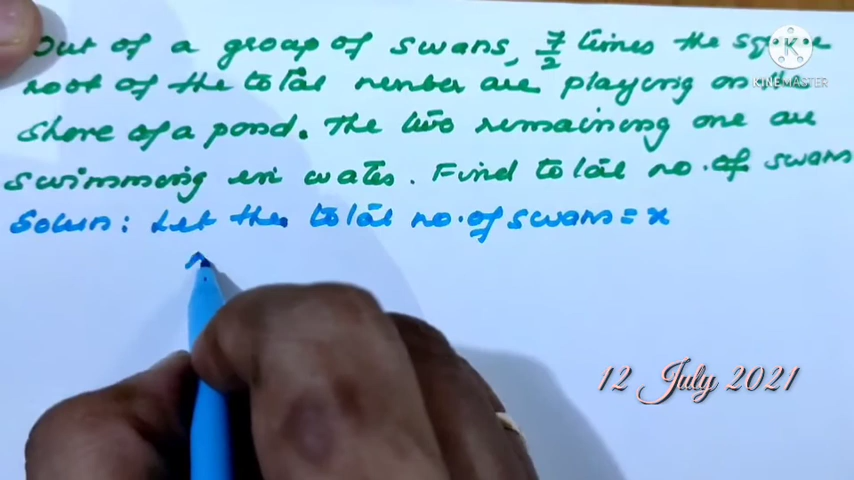 Out of a group of swans, 7/2 times the square
root of the total number are playing on the
shore of a pond. The two remaining one are
swimming in water. Find total no. of swans
Soln: Let the total no. of swans = x
12 July 2021
KINEMASTER